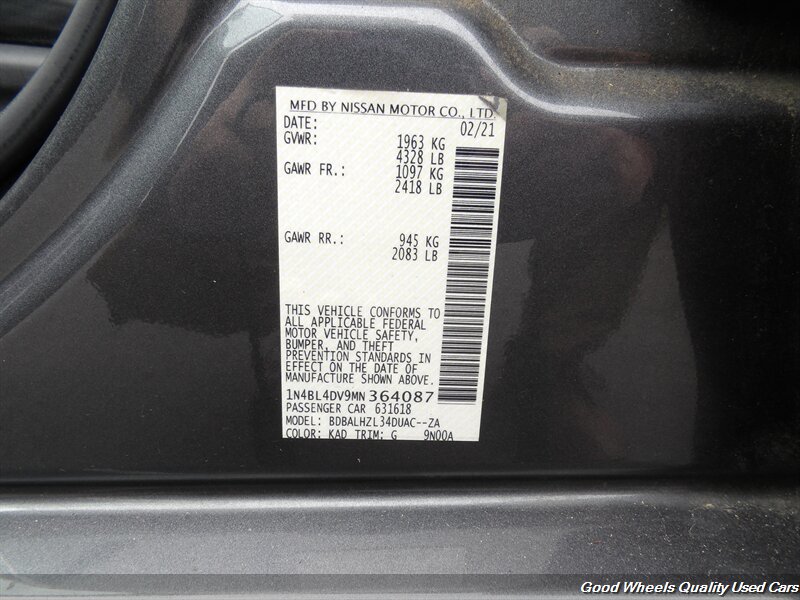 MFD BY NISSAN MOTOR CO., LTD.
DATE: 02/21
GVWR: 1963 KG
4328 LB
GAWR FR.: 1097 KG
2418 LB
GAWR RR.: 945 KG
2083 LB
THIS VEHICLE CONFORMS TO
ALL APPLICABLE FEDERAL
MOTOR VEHICLE SAFETY,
BUMPER, AND THEFT
PREVENTION STANDARDS IN
EFFECT ON THE DATE OF
MANUFACTURE SHOWN ABOVE.
1N4BL4DV9MN364087
PASSENGER CAR 631618
MODEL: BDBALHZL34DUAC--ZA
COLOR: KAD TRIM: G 9N00A
Good Wheels Quality Used Cars